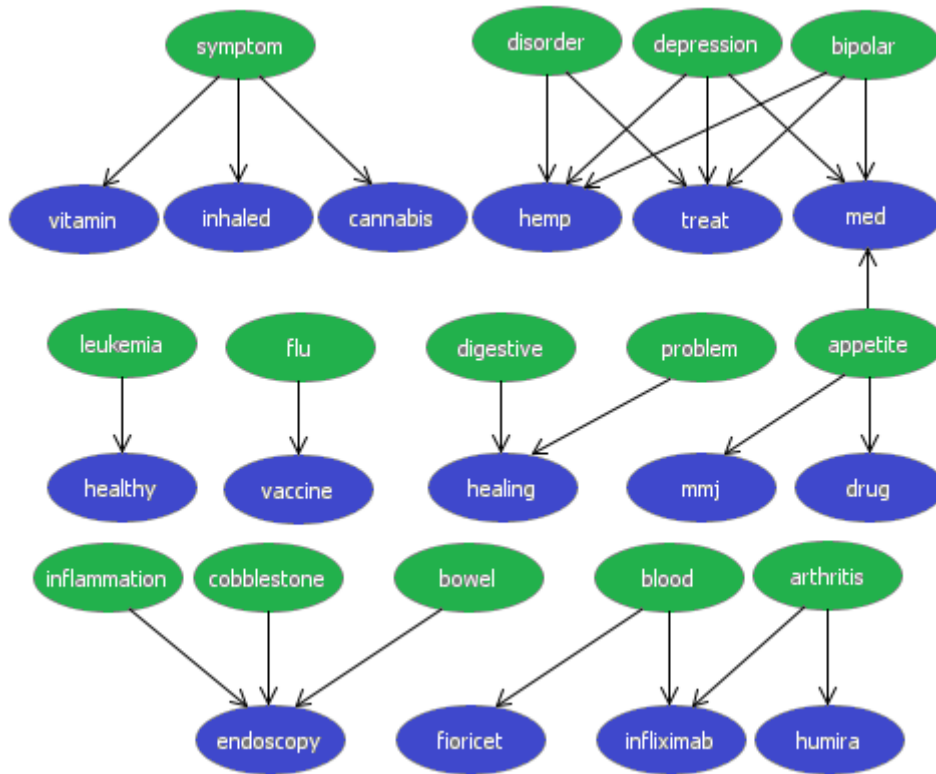 symptom
disorder
depression
bipolar
vitamin
inhaled
cannabis
hemp
treat
med
leukemia
flu
digestive
problem
appetite
healthy
vaccine
healing
mmj
drug
inflammation
cobblestone
bowel
blood
arthritis
endoscopy
fioricet
infliximab
humira